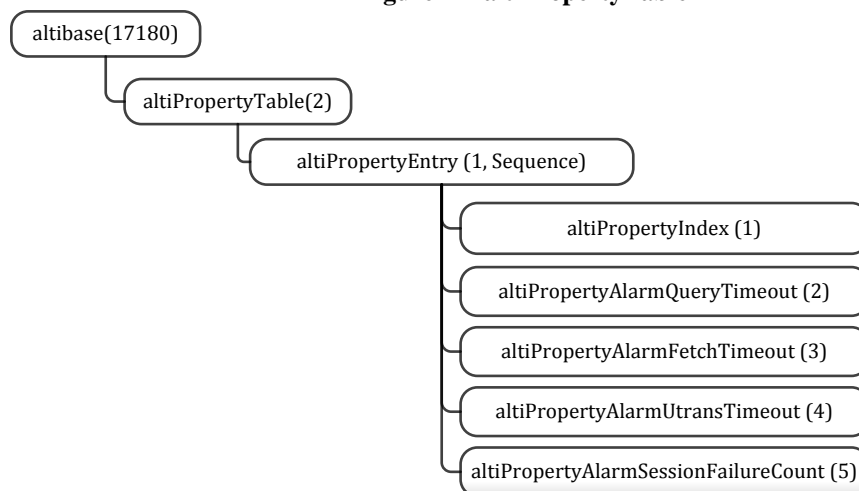 altibase(17180)
altiPropertyTable(2)
altiPropertyEntry (1, Sequence)
altiPropertyIndex (1)
altiPropertyAlarmQueryTimeout (2)
altiPropertyAlarmFetchTimeout (3)
altiPropertyAlarmUtransTimeout (4)
altiPropertyAlarmSessionFailureCount (5)